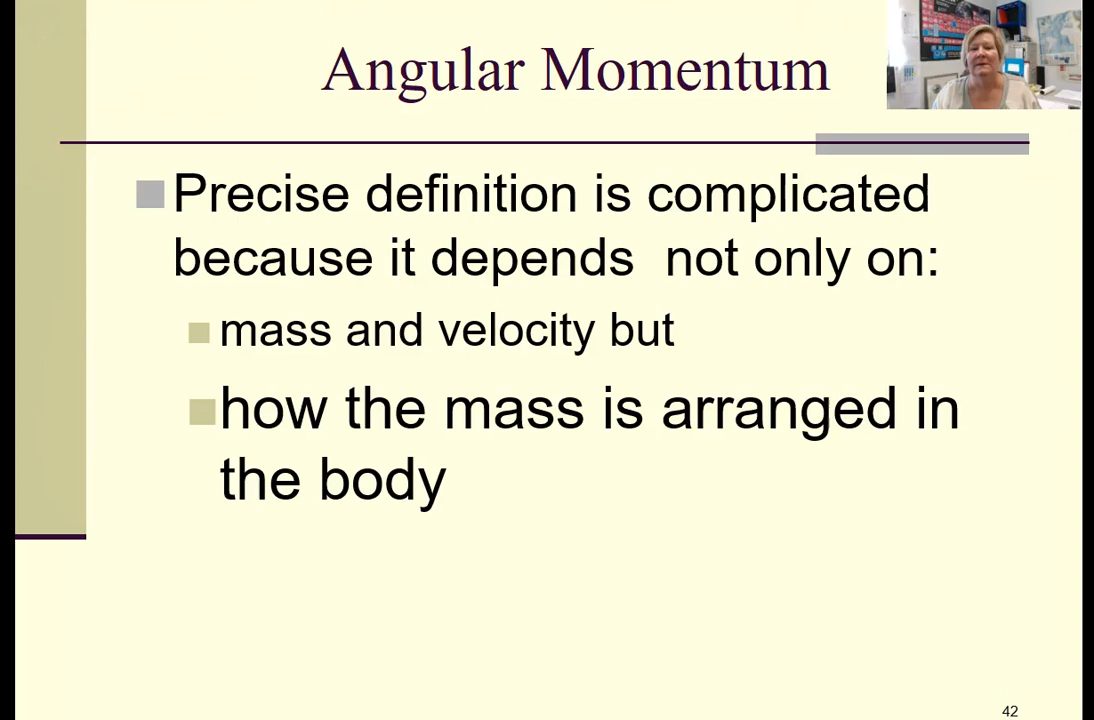 Angular Momentum
Precise definition is complicated
because it depends  not only on:
mass and velocity but
how the mass is arranged in
the body
42